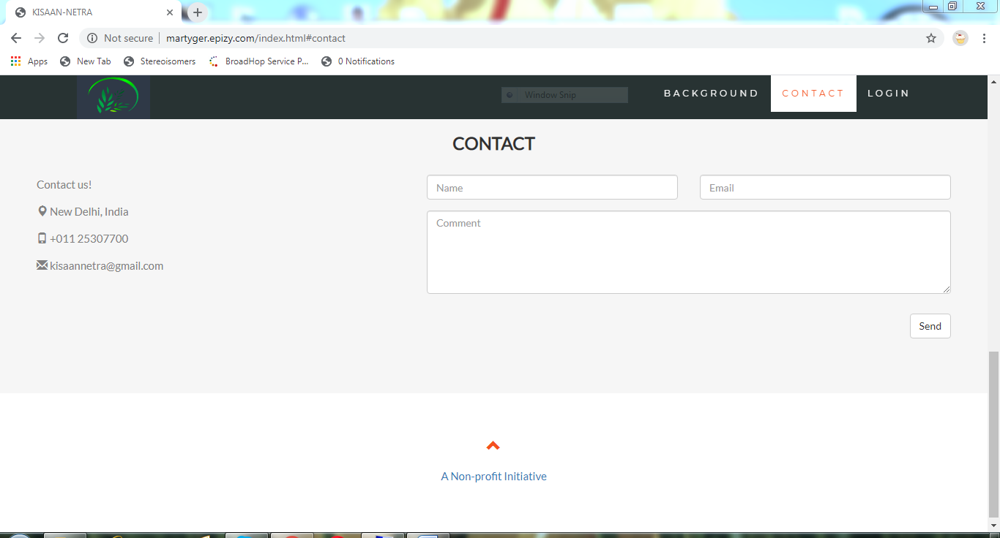 KISAAN-NETRA
Not secure martyger.epizy.com/index.html#contact
Apps New Tab Stereoisomers BroadHop Service P... 0 Notifications
Window Snip
BACKGROUND CONTACT LOGIN
CONTACT
Contact us!
New Delhi, India
+011 25307700
kisaannetra@gmail.com
Name Email
Comment
Send
A Non-profit Initiative